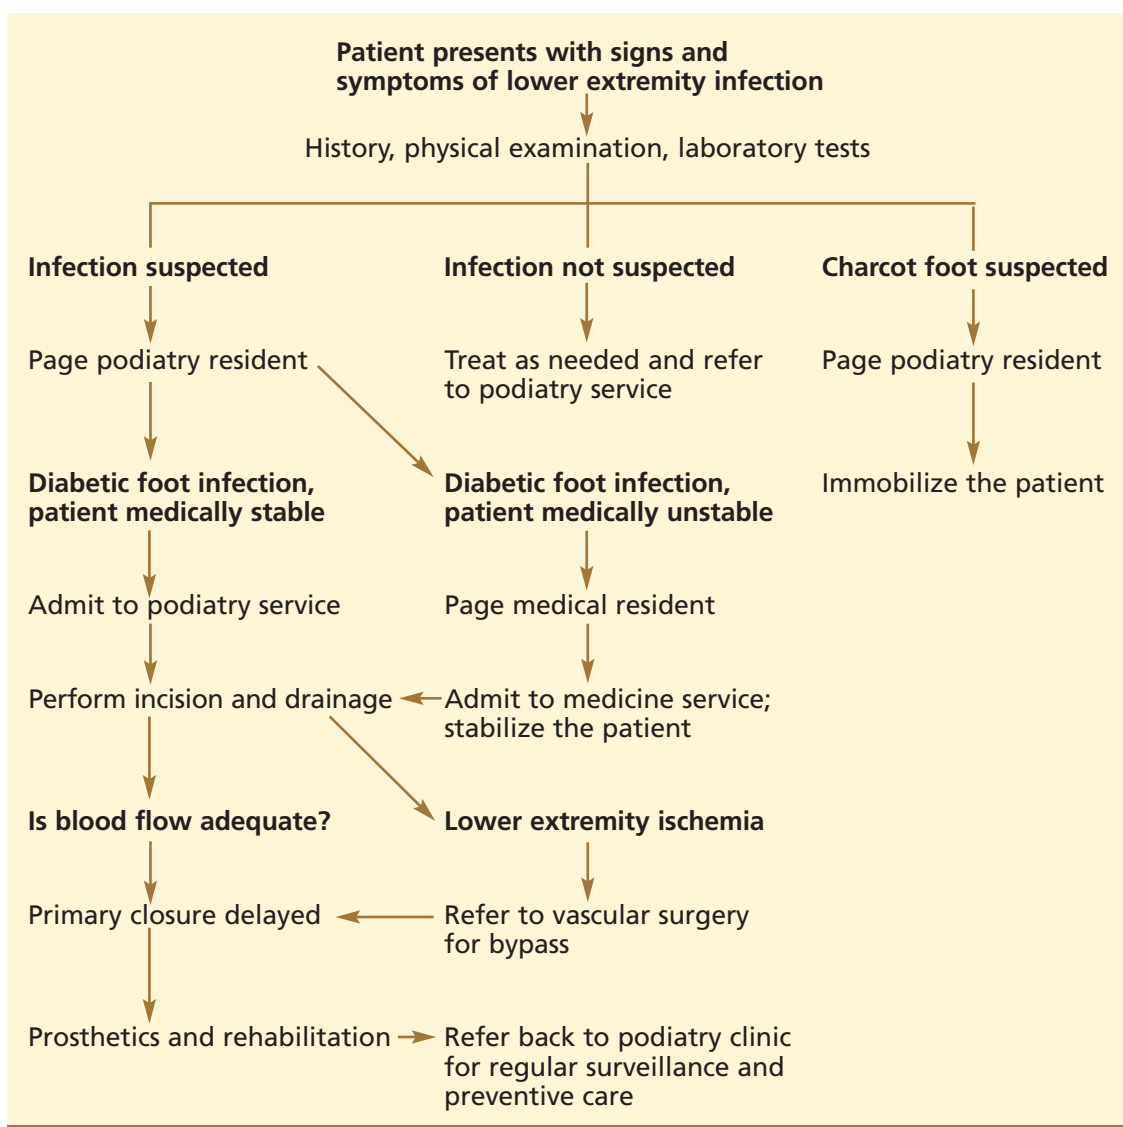 Patient presents with signs and
symptoms of lower extremity infection
History, physical examination, laboratory tests
Infection suspected
Infection not suspected
Charcot foot suspected
Page podiatry resident
Treat as needed and refer
to podiatry service
Page podiatry resident
Diabetic foot infection,
patient medically stable
Diabetic foot infection,
patient medically unstable
Immobilize the patient
Admit to podiatry service
Page medical resident
Perform incision and drainage
Admit to medicine service;
stabilize the patient
Is blood flow adequate?
Lower extremity ischemia
Primary closure delayed
Refer to vascular surgery
for bypass
Prosthetics and rehabilitation
Refer back to podiatry clinic
for regular surveillance and
preventive care